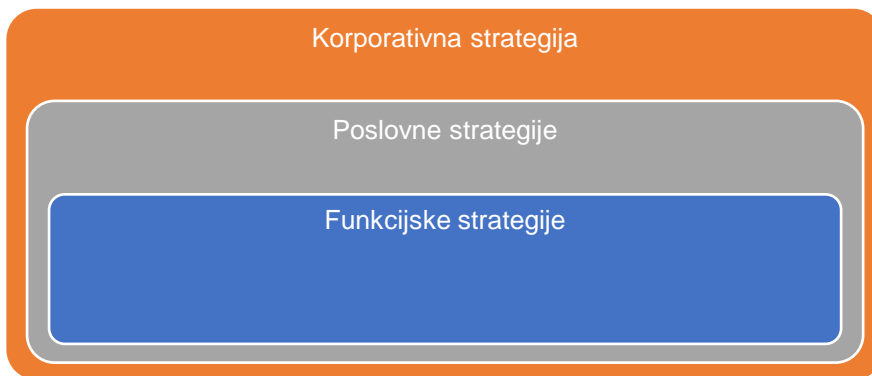 Korporativna strategija
Poslovne strategije
Funkcijske strategije